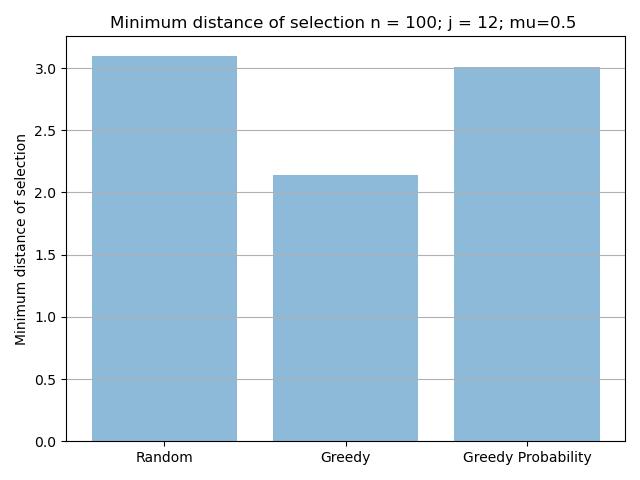 Minimum distance of selection n = 100; j = 12; mu=0.5
Minimum distance of selection
3.0
2.5
2.0
1.5
1.0
0.5
0.0
Random Greedy Greedy Probability